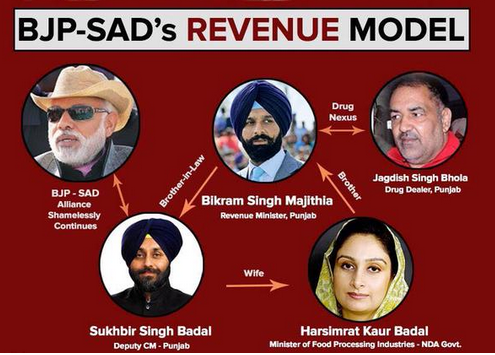 BJP-SAD's REVENUE MODEL
Drug
Nexus
Jagdish Singh Bhola
Drug Dealer, Punjab
BJP - SAD
Alliance
Shamelessly
Continues
Brother-in-Law
Bikram Singh Majithia
Revenue Minister, Punjab
Brother
Wife
Sukhbir Singh Badal
Deputy CM - Punjab
Harsimrat Kaur Badal
Minister of Food Processing Industries - NDA Govt.